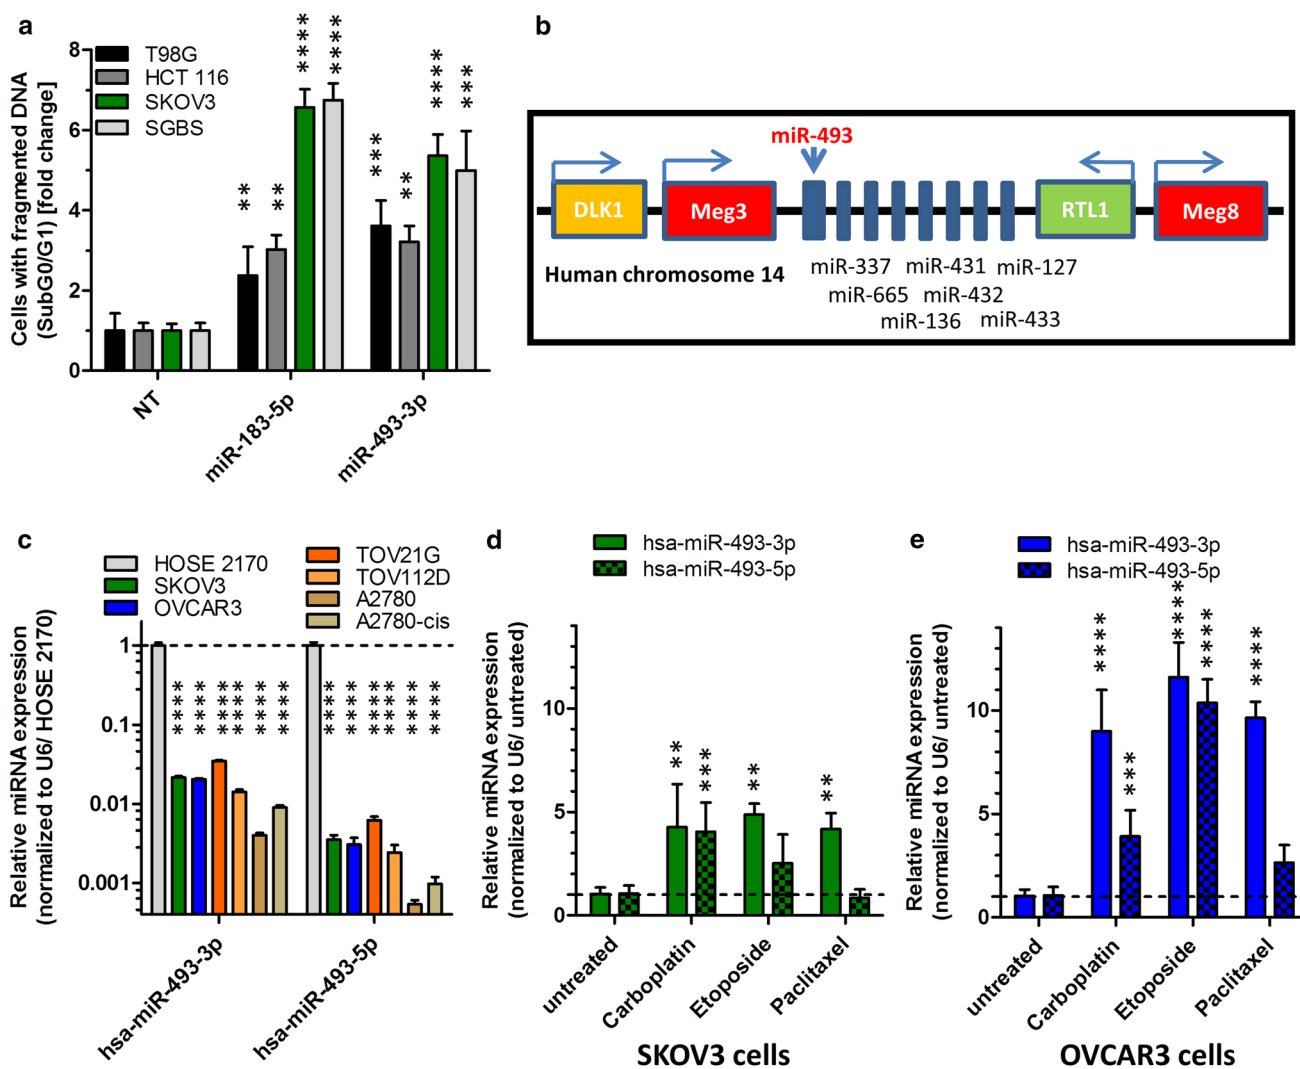 a
Cells with fragmented DNA
(SubG0/G1) [fold change]
8
6
4
2
0
T98G
HCT 116
SKOV3
SGBS
**
**
****
****
***
**
****
***
NT
miR-183-5p
miR-493-3p
b
miR-493
DLK1
Meg3
RTL1
Meg8
Human chromosome 14
miR-337
miR-431
miR-127
miR-665
miR-432
miR-136
miR-433
c
HOSE 2170
SKOV3
OVCAR3
TOV21G
TOV112D
A2780
A2780-cis
Relative miRNA expression
(normalized to U6/ HOSE 2170)
1
0.1
0.01
0.001
****
****
****
****
****
****
****
****
****
****
****
****
hsa-miR-493-3p
hsa-miR-493-5p
d
hsa-miR-493-3p
hsa-miR-493-5p
Relative miRNA expression
(normalized to U6/ untreated)
10
5
0
**
***
**
**
untreated
Carboplatin
Etoposide
Paclitaxel
SKOV3 cells
e
hsa-miR-493-3p
hsa-miR-493-5p
Relative miRNA expression
(normalized to U6/ untreated)
10
5
0
****
***
****
****
****
untreated
Carboplatin
Etoposide
Paclitaxel
OVCAR3 cells